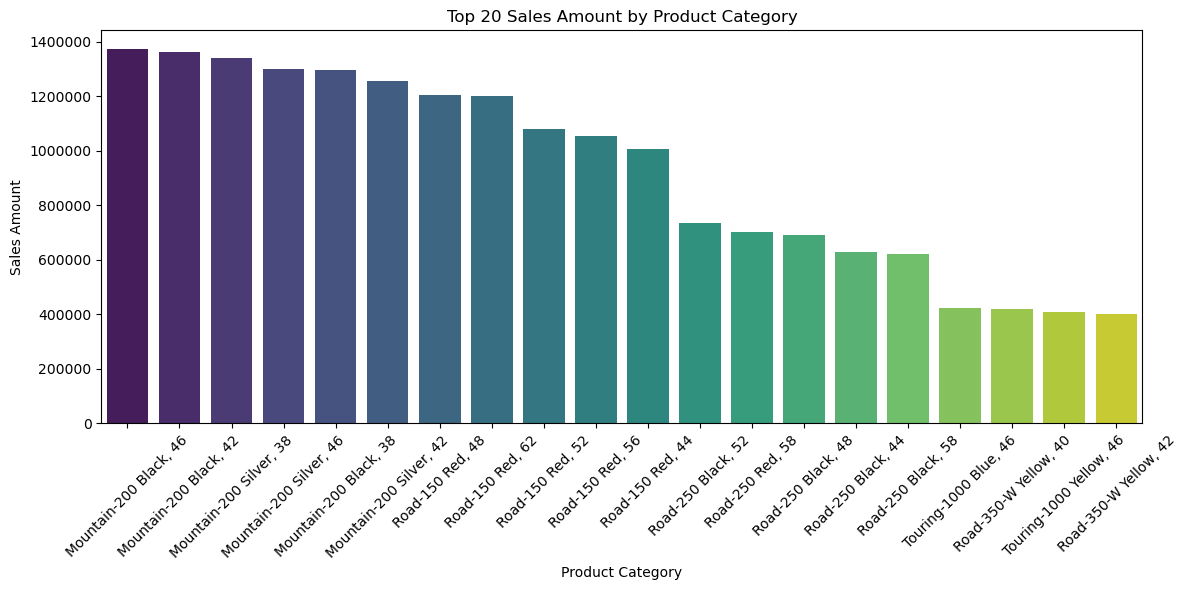 Top 20 Sales Amount by Product Category
Sales Amount
1400000
1200000
1000000
800000
600000
400000
200000
0
Mountain-200 Black, 46
Mountain-200 Black, 42
Mountain-200 Silver, 38
Mountain-200 Silver, 46
Mountain-200 Black, 38
Mountain-200 Silver, 42
Road-150 Red, 48
Road-150 Red, 62
Road-150 Red, 52
Road-150 Red, 56
Road-150 Red, 44
Road-250 Black, 52
Road-250 Red, 58
Road-250 Black, 48
Road-250 Black, 44
Road-250 Black, 58
Touring-1000 Blue, 46
Road-350-W Yellow, 40
Touring-1000 Yellow, 46
Road-350-W Yellow, 42
Product Category